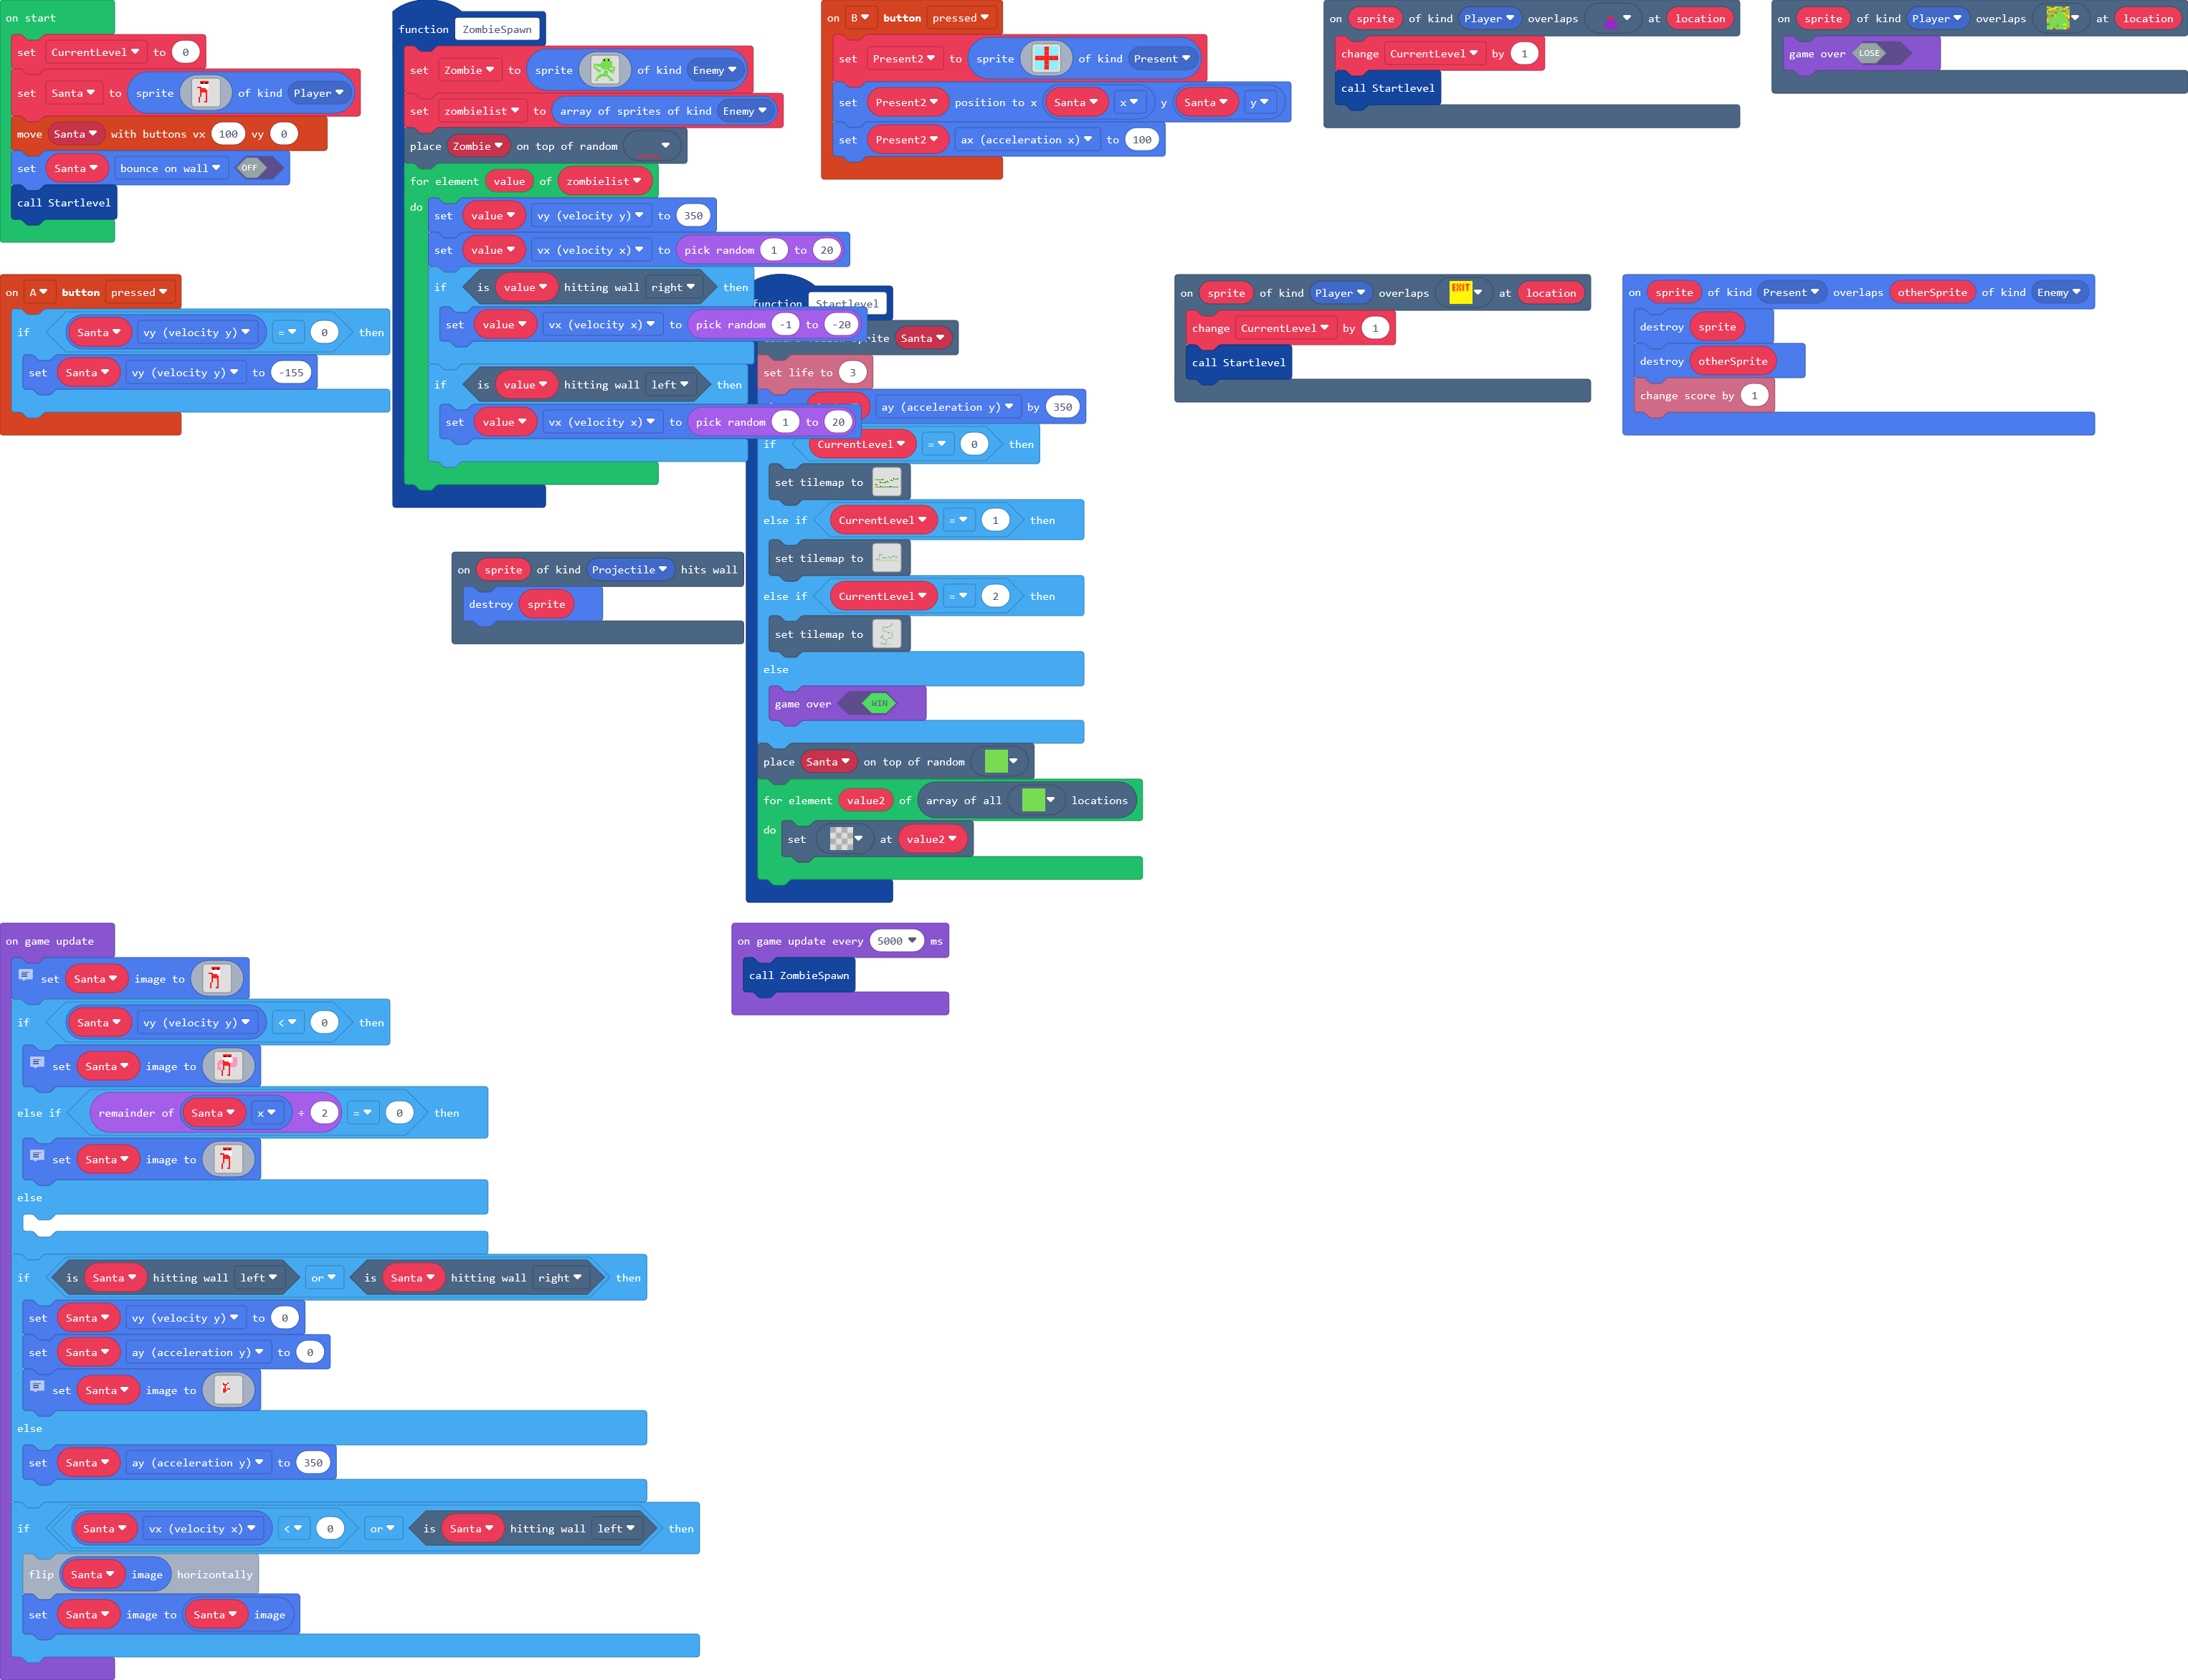 on start
set CurrentLevel to 0
set Santa to sprite of kind Player
move Santa with buttons vx 100 vy 0
set Santa bounce on wall OFF
call Startlevel
on A button pressed
if Santa vy (velocity y) = 0 then
set Santa vy (velocity y) to -155
function ZombieSpawn
set Zombie to sprite of kind Enemy
set zombielist to array of sprites of kind Enemy
place Zombie on top of random
for element value of zombielist
do
set value vy (velocity y) to 350
set value vx (velocity x) to pick random 1 to 20
if is value hitting wall right then
set value vx (velocity x) to pick random -1 to -20
if is value hitting wall left then
set value vx (velocity x) to pick random 1 to 20
on sprite of kind Projectile hits wall
destroy sprite
on B button pressed
set Present2 to sprite of kind Present
set Present2 position to x Santa x y Santa y
set Present2 ax (acceleration x) to 100
function Startlevel
sprite Santa
set life to 3
ay (acceleration y) by 350
if CurrentLevel = 0 then
set tilemap to
else if CurrentLevel = 1 then
set tilemap to
else if CurrentLevel = 2 then
set tilemap to
else
game over WIN
place Santa on top of random
for element value2 of array of all locations
do set at value2
on sprite of kind Player overlaps at location
change CurrentLevel by 1
call Startlevel
on sprite of kind Player overlaps at location
game over LOSE
on sprite of kind Player overlaps EXIT at location
change CurrentLevel by 1
call Startlevel
on sprite of kind Present overlaps otherSprite of kind Enemy
destroy sprite
destroy otherSprite
change score by 1
on game update
set Santa image to
if Santa vy (velocity y) < 0 then
set Santa image to
else if remainder of Santa x ÷ 2 = 0 then
set Santa image to
else
if is Santa hitting wall left or is Santa hitting wall right then
set Santa vy (velocity y) to 0
set Santa ay (acceleration y) to 0
set Santa image to
else
set Santa ay (acceleration y) to 350
if Santa vx (velocity x) < 0 or is Santa hitting wall left then
flip Santa image horizontally
set Santa image to Santa image
on game update every 5000 ms
call ZombieSpawn